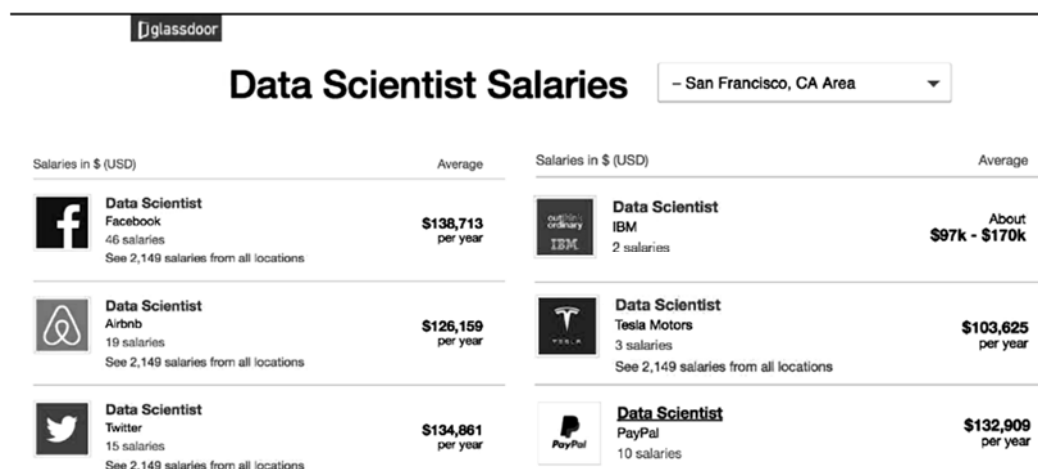 glassdoor
Data Scientist Salaries
– San Francisco, CA Area
Salaries in $ (USD) Average
Data Scientist
Facebook
46 salaries
See 2,149 salaries from all locations
$138,713
per year
Data Scientist
Airbnb
19 salaries
See 2,149 salaries from all locations
$126,159
per year
Data Scientist
Twitter
15 salaries
See 2,149 salaries from all locations
$134,861
per year
Salaries in $ (USD) Average
outthink
ordinary
IBM
Data Scientist
IBM
2 salaries
About
$97k - $170k
TESLA
Data Scientist
Tesla Motors
3 salaries
See 2,149 salaries from all locations
$103,625
per year
PayPal
Data Scientist
PayPal
10 salaries
$132,909
per year